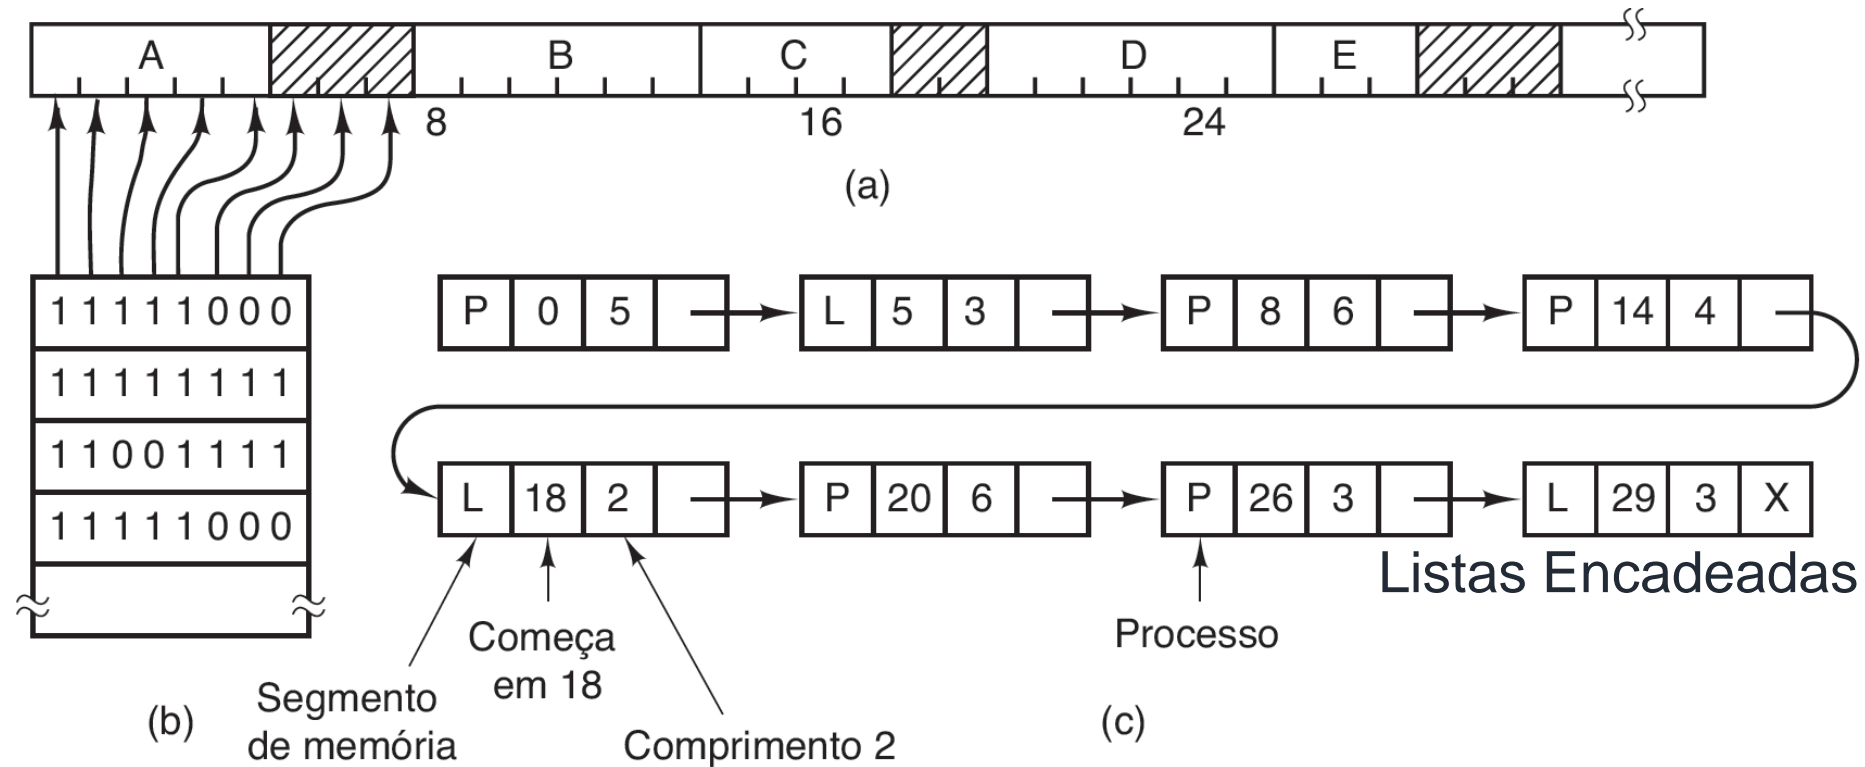 A B C D E
8 16 24
(a)
1 1 1 1 1 0 0 0
1 1 1 1 1 1 1 1
1 1 0 0 1 1 1 1
1 1 1 1 1 0 0 0
(b)
P 0 5
L 5 3
P 8 6
P 14 4
L 18 2
P 20 6
P 26 3
L 29 3 X
Listas Encadeadas
Segmento
de memória
Começa
em 18
Comprimento 2
Processo
(c)